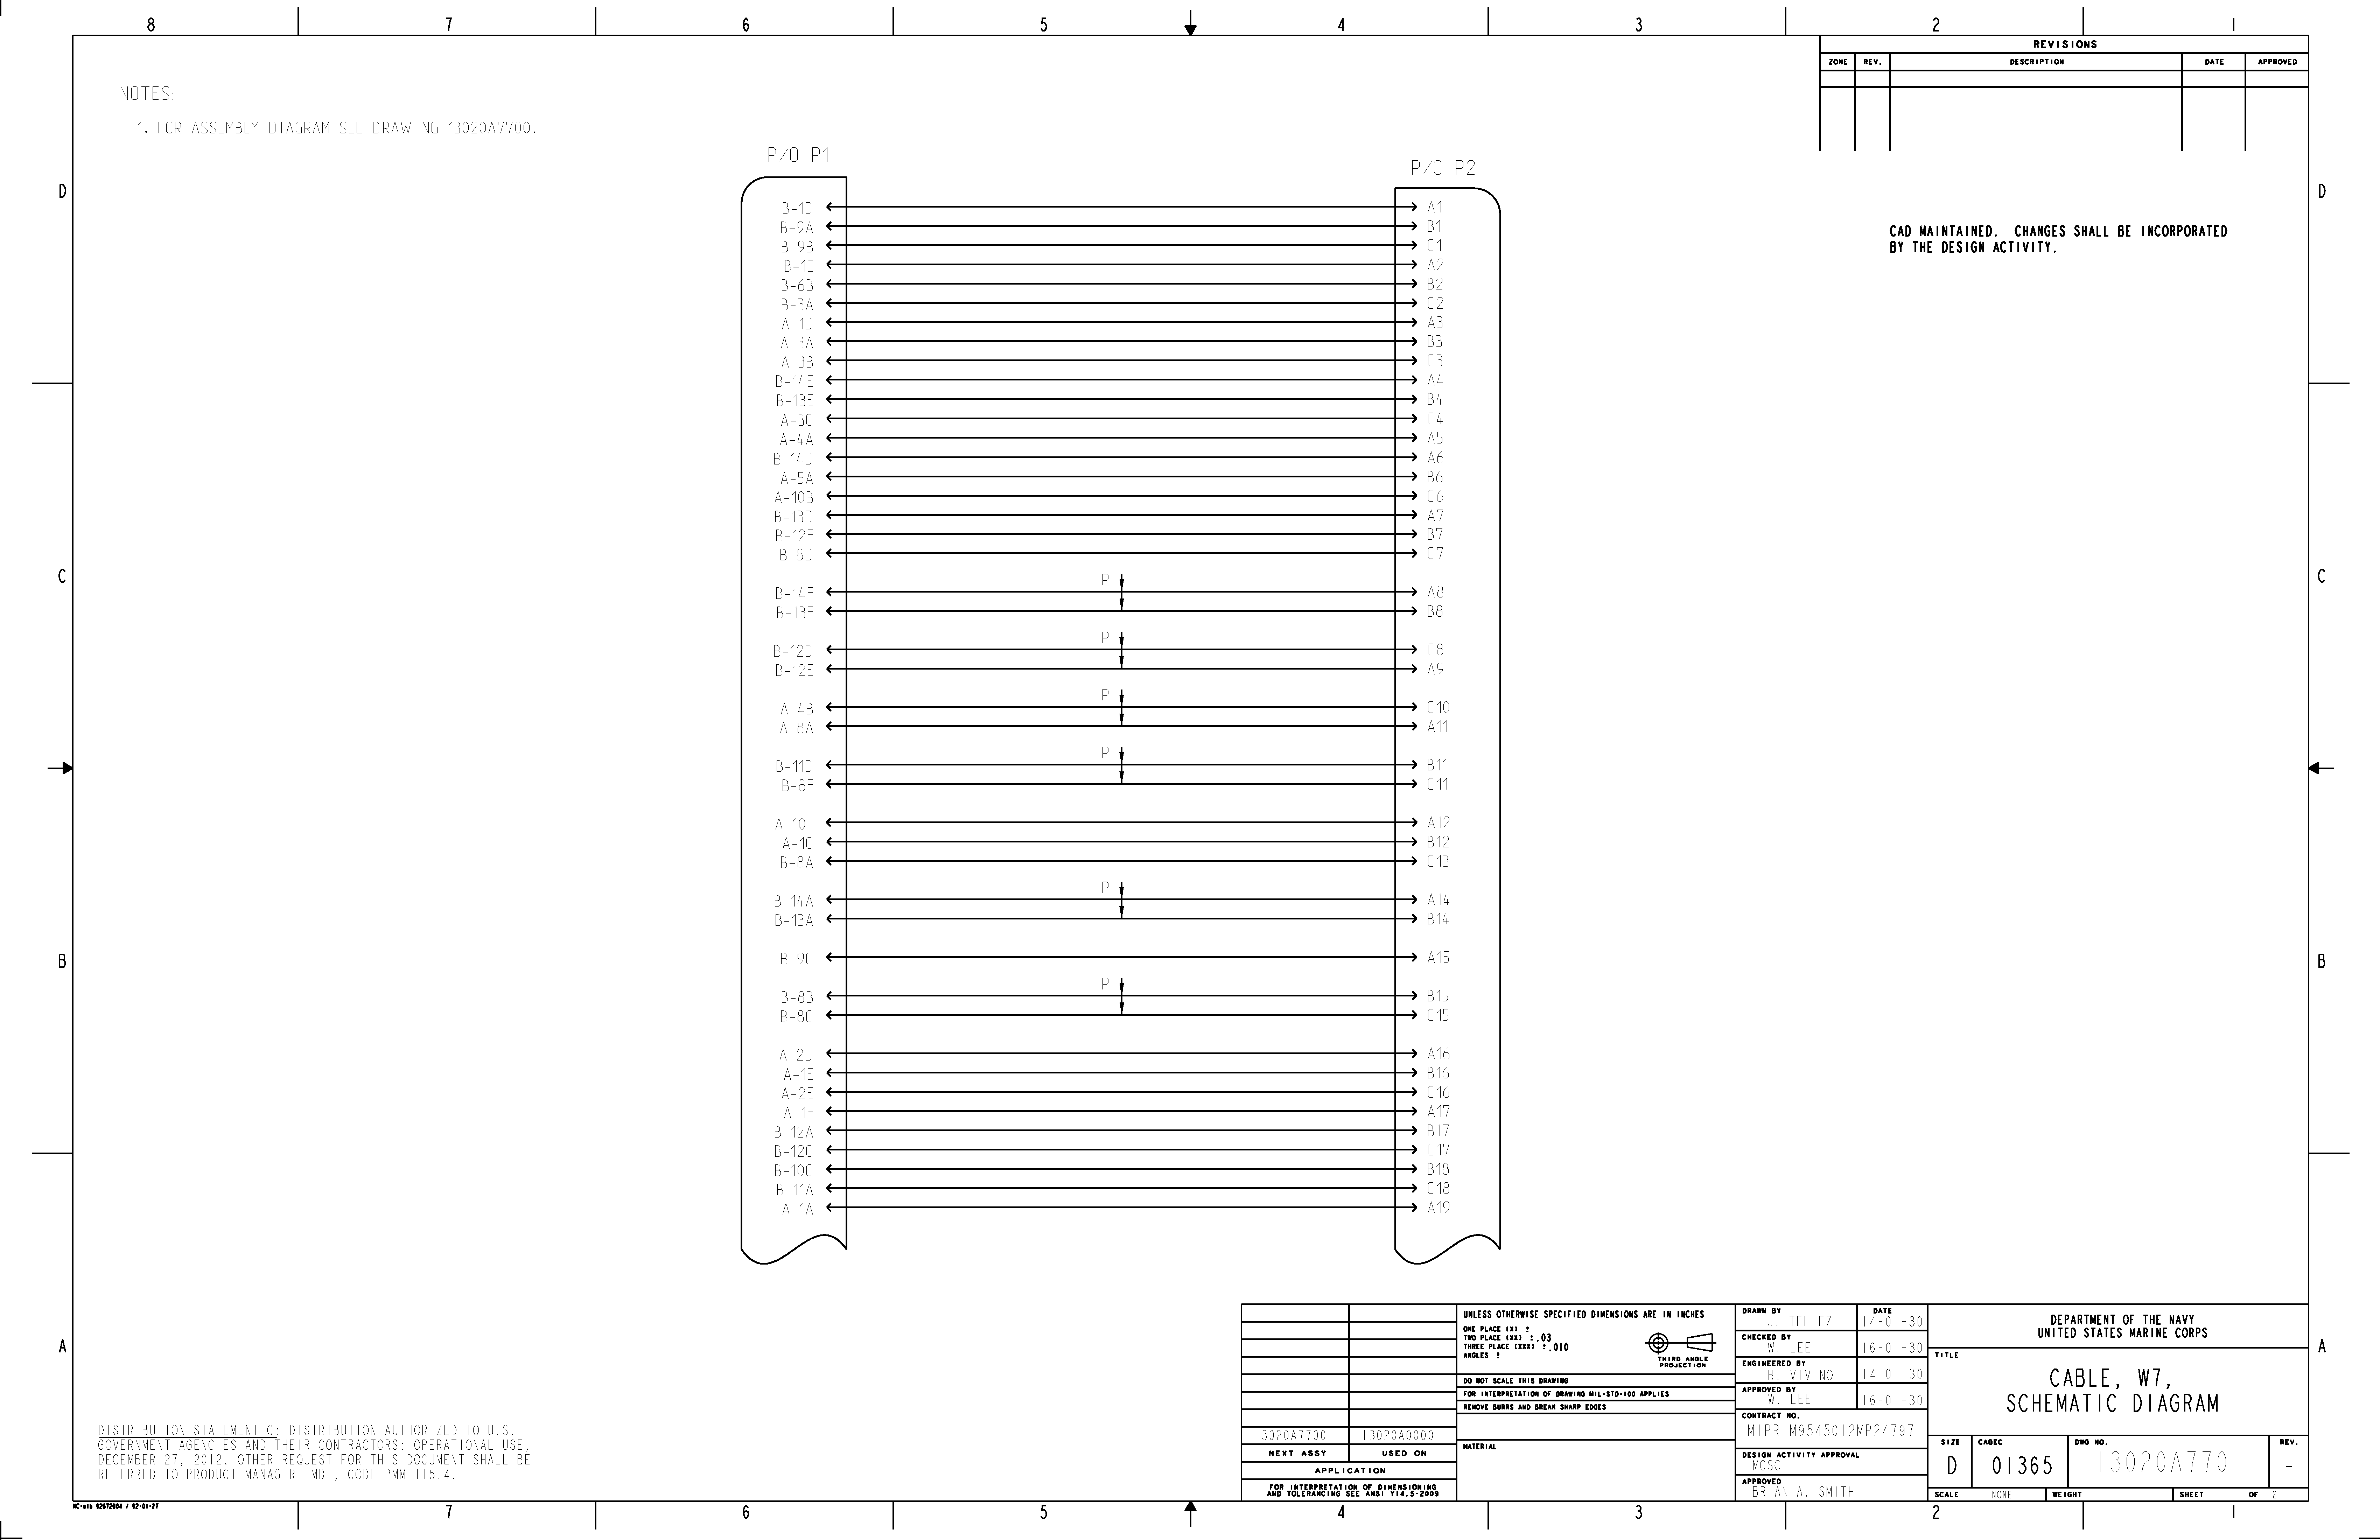 8 7 6 5 4 3 2 1
REVISIONS
ZONE REV. DESCRIPTION DATE APPROVED
NOTES:
1. FOR ASSEMBLY DIAGRAM SEE DRAWING 13020A7700.
P/O P1
P/O P2
D D
CAD MAINTAINED. CHANGES SHALL BE INCORPORATED
BY THE DESIGN ACTIVITY.
B-1D A1
B-9A B1
B-9B C1
B-1E A2
B-6B B2
B-3A C2
A-1D A3
A-3A B3
A-3B C3
B-14E A4
B-13E B4
A-3C C4
A-4A A5
B-14D A6
A-5A B6
A-10B C6
B-13D A7
B-12F B7
B-8D C7
C C
P
B-14F A8
B-13F B8
P
B-12D C8
B-12E A9
P
A-4B C10
A-8A A11
P
B-11D B11
B-8F C11
A-10F A12
A-1C B12
B-8A C13
P
B-14A A14
B-13A B14
B-9C A15
B B
P
B-8B B15
B-8C C15
A-2D A16
A-1E B16
A-2E C16
A-1F A17
B-12A B17
B-12C C17
B-10C B18
B-11A C18
A-1A A19
A A
DISTRIBUTION STATEMENT C: DISTRIBUTION AUTHORIZED TO U.S.
GOVERNMENT AGENCIES AND THEIR CONTRACTORS: OPERATIONAL USE,
DECEMBER 27, 2012. OTHER REQUEST FOR THIS DOCUMENT SHALL BE
REFERRED TO PRODUCT MANAGER TMDE, CODE PMM-115.4.
13020A7700 13020A0000
NEXT ASSY USED ON
APPLICATION
FOR INTERPRETATION OF DIMENSIONING
AND TOLERANCING SEE ANSI Y14.5-2009
UNLESS OTHERWISE SPECIFIED DIMENSIONS ARE IN INCHES
ONE PLACE (X) ±
TWO PLACE (XX) ±.03
THREE PLACE (XXX) ±.010
ANGLES ±
THIRD ANGLE
PROJECTION
DO NOT SCALE THIS DRAWING
FOR INTERPRETATION OF DRAWING MIL-STD-100 APPLIES
REMOVE BURRS AND BREAK SHARP EDGES
MATERIAL
DRAWN BY DATE
J. TELLEZ 14-01-30
CHECKED BY
W. LEE 16-01-30
ENGINEERED BY
B. VIVINO 14-01-30
APPROVED BY
W. LEE 16-01-30
CONTRACT NO.
MIPR M9545012MP24797
DESIGN ACTIVITY APPROVAL
MCSC
APPROVED
BRIAN A. SMITH
DEPARTMENT OF THE NAVY
UNITED STATES MARINE CORPS
TITLE
CABLE, W7,
SCHEMATIC DIAGRAM
SIZE CAGEC DWG NO. REV.
D 01365 13020A7701 -
SCALE NONE WEIGHT SHEET 1 OF 2
MC-e1b 92672004 / 92-01-27
7 6 5 4 3 2 1